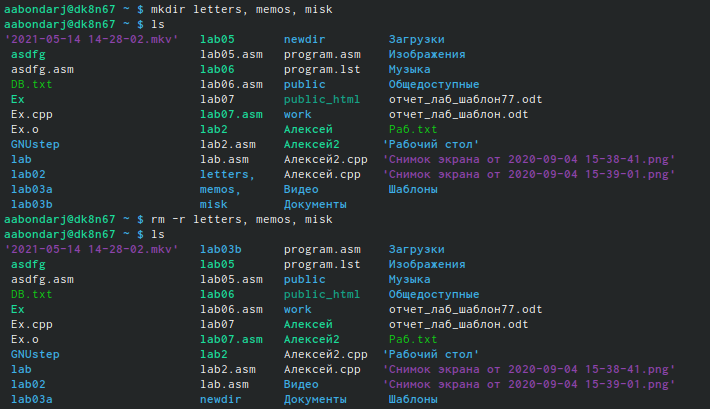 aabondarj@dk8n67 ~ $ mkdir letters, memos, misk
aabondarj@dk8n67 ~ $ ls
'2021-05-14 14-28-02.mkv' lab05 newdir Загрузки
asdfg lab05.asm program.asm Изображения
asdfg.asm lab06 program.lst Музыка
DB.txt lab06.asm public Общедоступные
Ex lab07 public_html отчет_лаб_шаблон77.odt
Ex.cpp lab07.asm work отчет_лаб_шаблон.odt
Ex.o lab2 Алексей Раб.txt
GNUstep lab2.asm Алексей2 'Рабочий стол'
lab lab.asm Алексей2.cpp 'Снимок экрана от 2020-09-04 15-38-41.png'
lab02 letters, Алексей.cpp 'Снимок экрана от 2020-09-04 15-39-01.png'
lab03a memos, Видео Шаблоны
lab03b misk Документы
aabondarj@dk8n67 ~ $ rm -r letters, memos, misk
aabondarj@dk8n67 ~ $ ls
'2021-05-14 14-28-02.mkv' lab03b program.asm Загрузки
asdfg lab05 program.lst Изображения
asdfg.asm lab05.asm public Музыка
DB.txt lab06 public_html Общедоступные
Ex lab06.asm work отчет_лаб_шаблон77.odt
Ex.cpp lab07 Алексей отчет_лаб_шаблон.odt
Ex.o lab07.asm Алексей2 Раб.txt
GNUstep lab2 Алексей2.cpp 'Рабочий стол'
lab lab2.asm Алексей.cpp 'Снимок экрана от 2020-09-04 15-38-41.png'
lab02 lab.asm Видео 'Снимок экрана от 2020-09-04 15-39-01.png'
lab03a newdir Документы Шаблоны